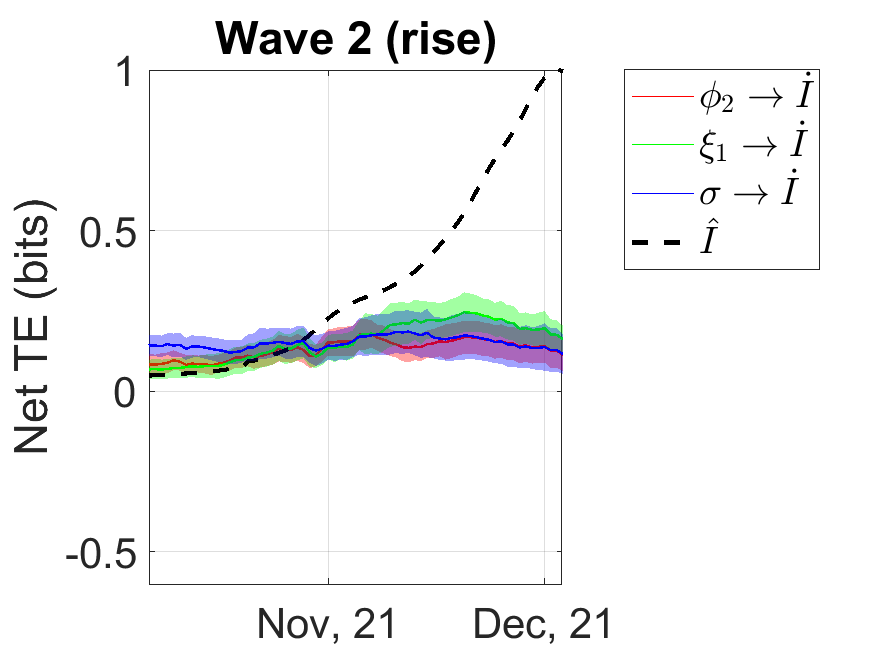 Wave 2 (rise)
Net TE (bits)
1
0.5
0
-0.5
Nov, 21
Dec, 21
ϕ₂ → İ
ξ₁ → İ
σ → İ
Î